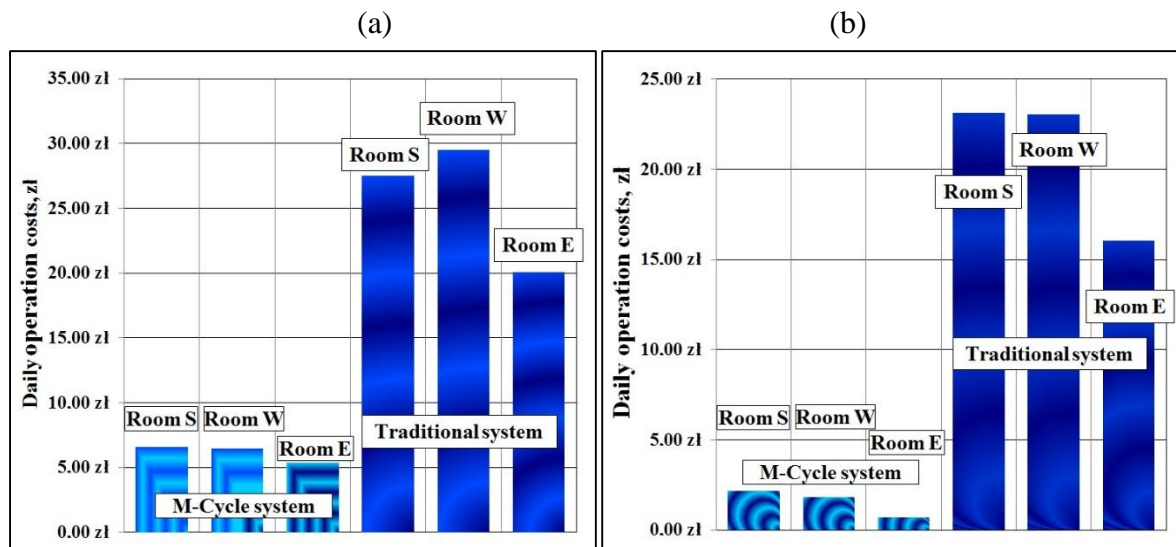 (a)
Daily operation costs, zł
35.00 zł
30.00 zł
25.00 zł
20.00 zł
15.00 zł
10.00 zł
5.00 zł
0.00 zł
Room S
Room W
Room E
M-Cycle system
Room S
Room W
Room E
Traditional system
(b)
Daily operation costs, zł
25.00 zł
20.00 zł
15.00 zł
10.00 zł
5.00 zł
0.00 zł
Room S
Room W
Room E
M-Cycle system
Room S
Room W
Room E
Traditional system